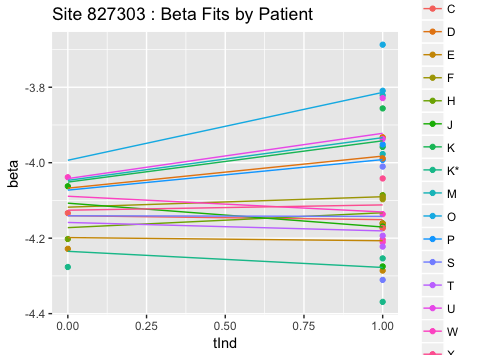 Site 827303 : Beta Fits by Patient
-3.8
-4.0
-4.2
-4.4
beta
0.00 0.25 0.50 0.75 1.00
tInd
C
D
E
F
H
J
K
K*
M
O
P
S
T
U
W